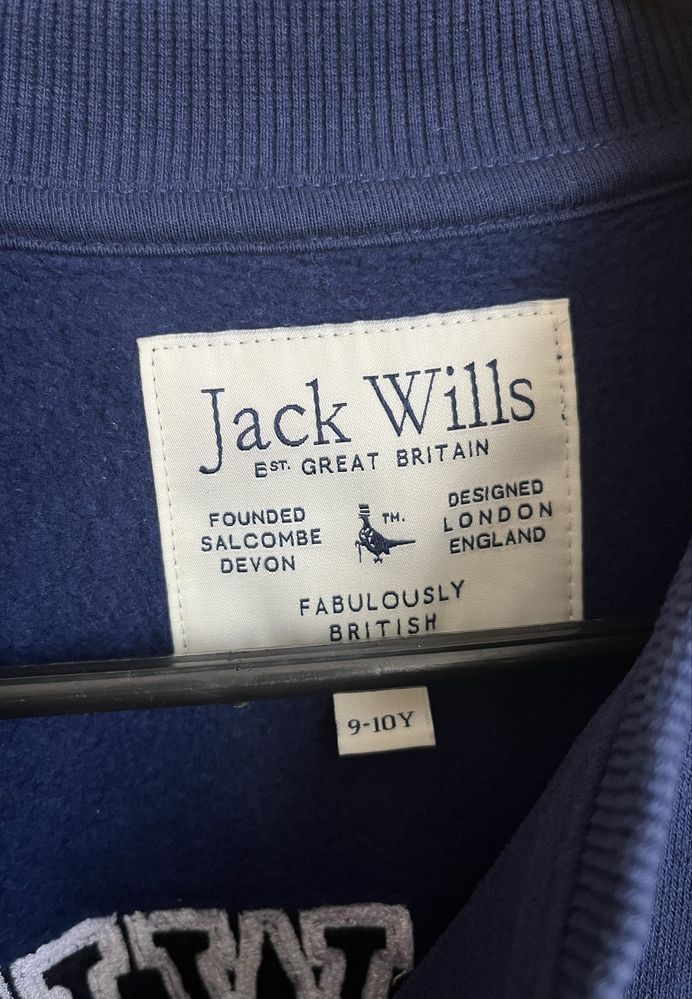 Jack Wills
EST. GREAT BRITAIN
FOUNDED
SALCOMBE
DEVON
TM.
DESIGNED
LONDON
ENGLAND
FABULOUSLY
BRITISH
9-10Y